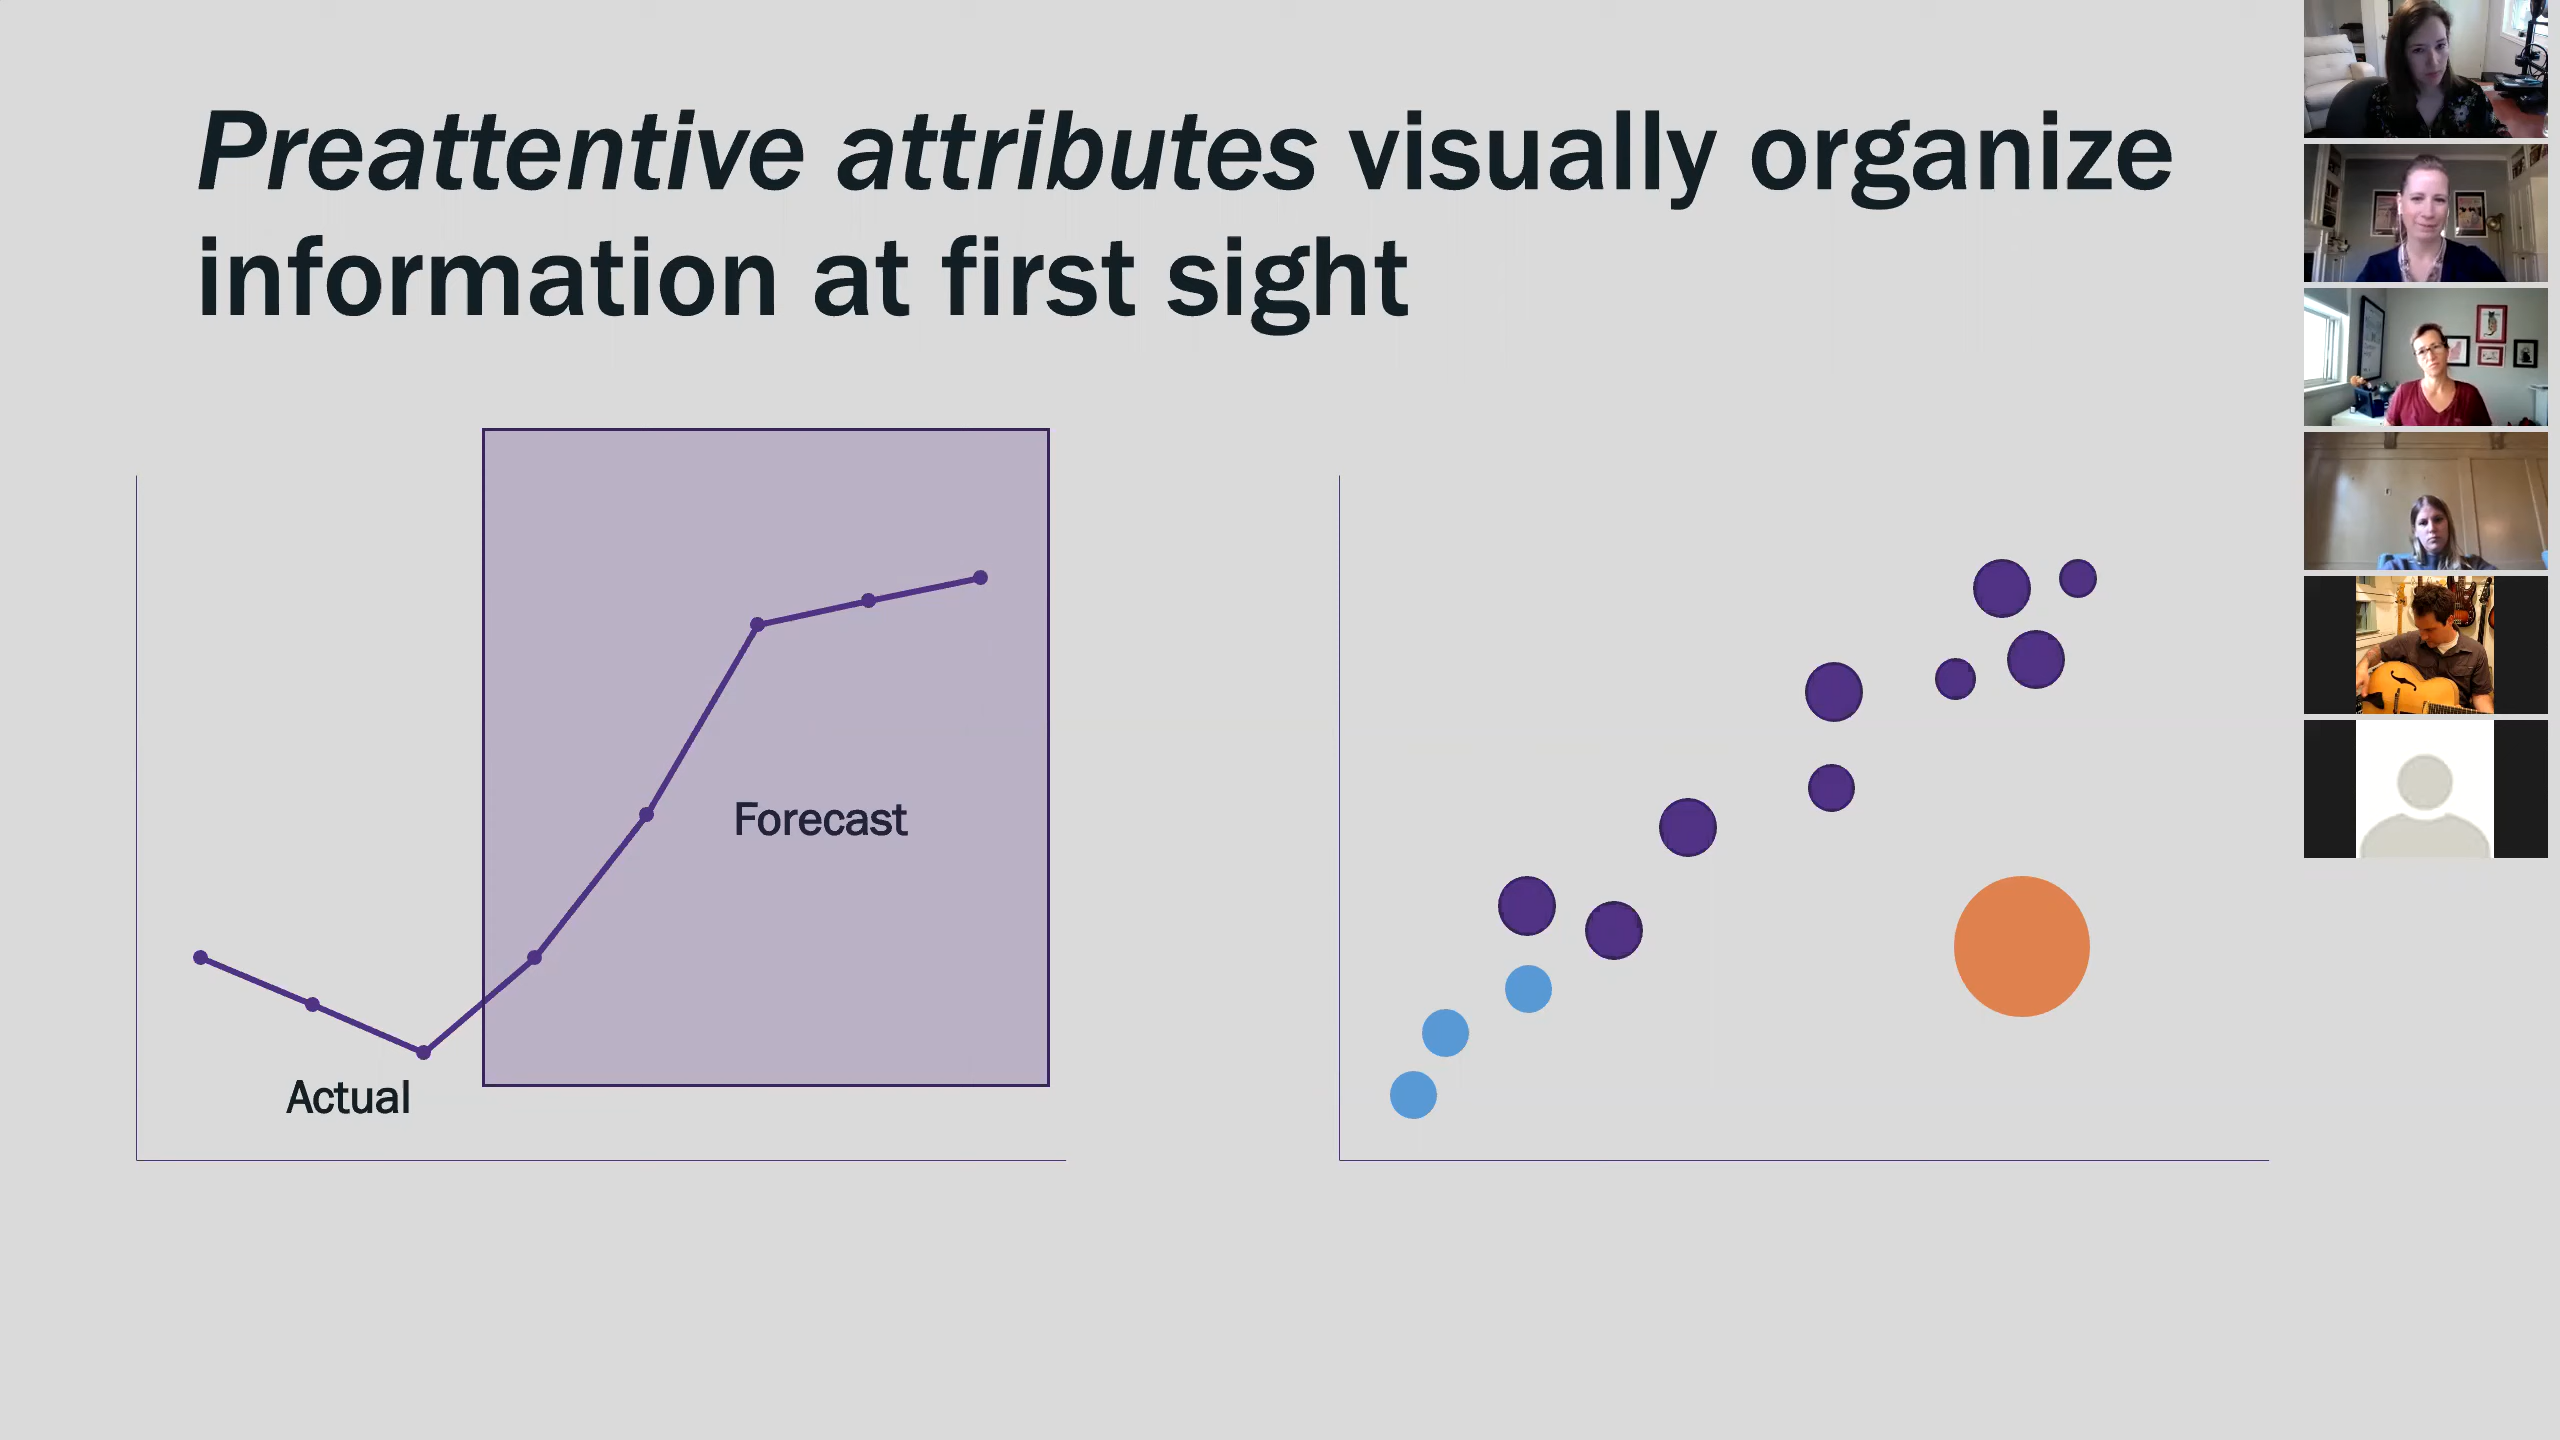 Preattentive attributes visually organize
information at first sight
Forecast
Actual